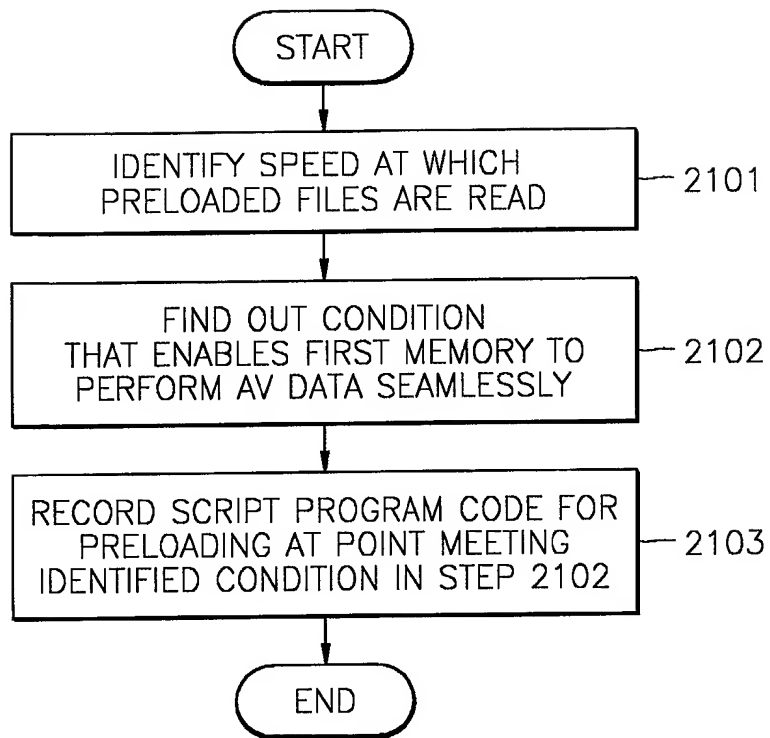 START
IDENTIFY SPEED AT WHICH
PRELOADED FILES ARE READ
2101
FIND OUT CONDITION
THAT ENABLES FIRST MEMORY TO
PERFORM AV DATA SEAMLESSLY
2102
RECORD SCRIPT PROGRAM CODE FOR
PRELOADING AT POINT MEETING
IDENTIFIED CONDITION IN STEP 2102
2103
END